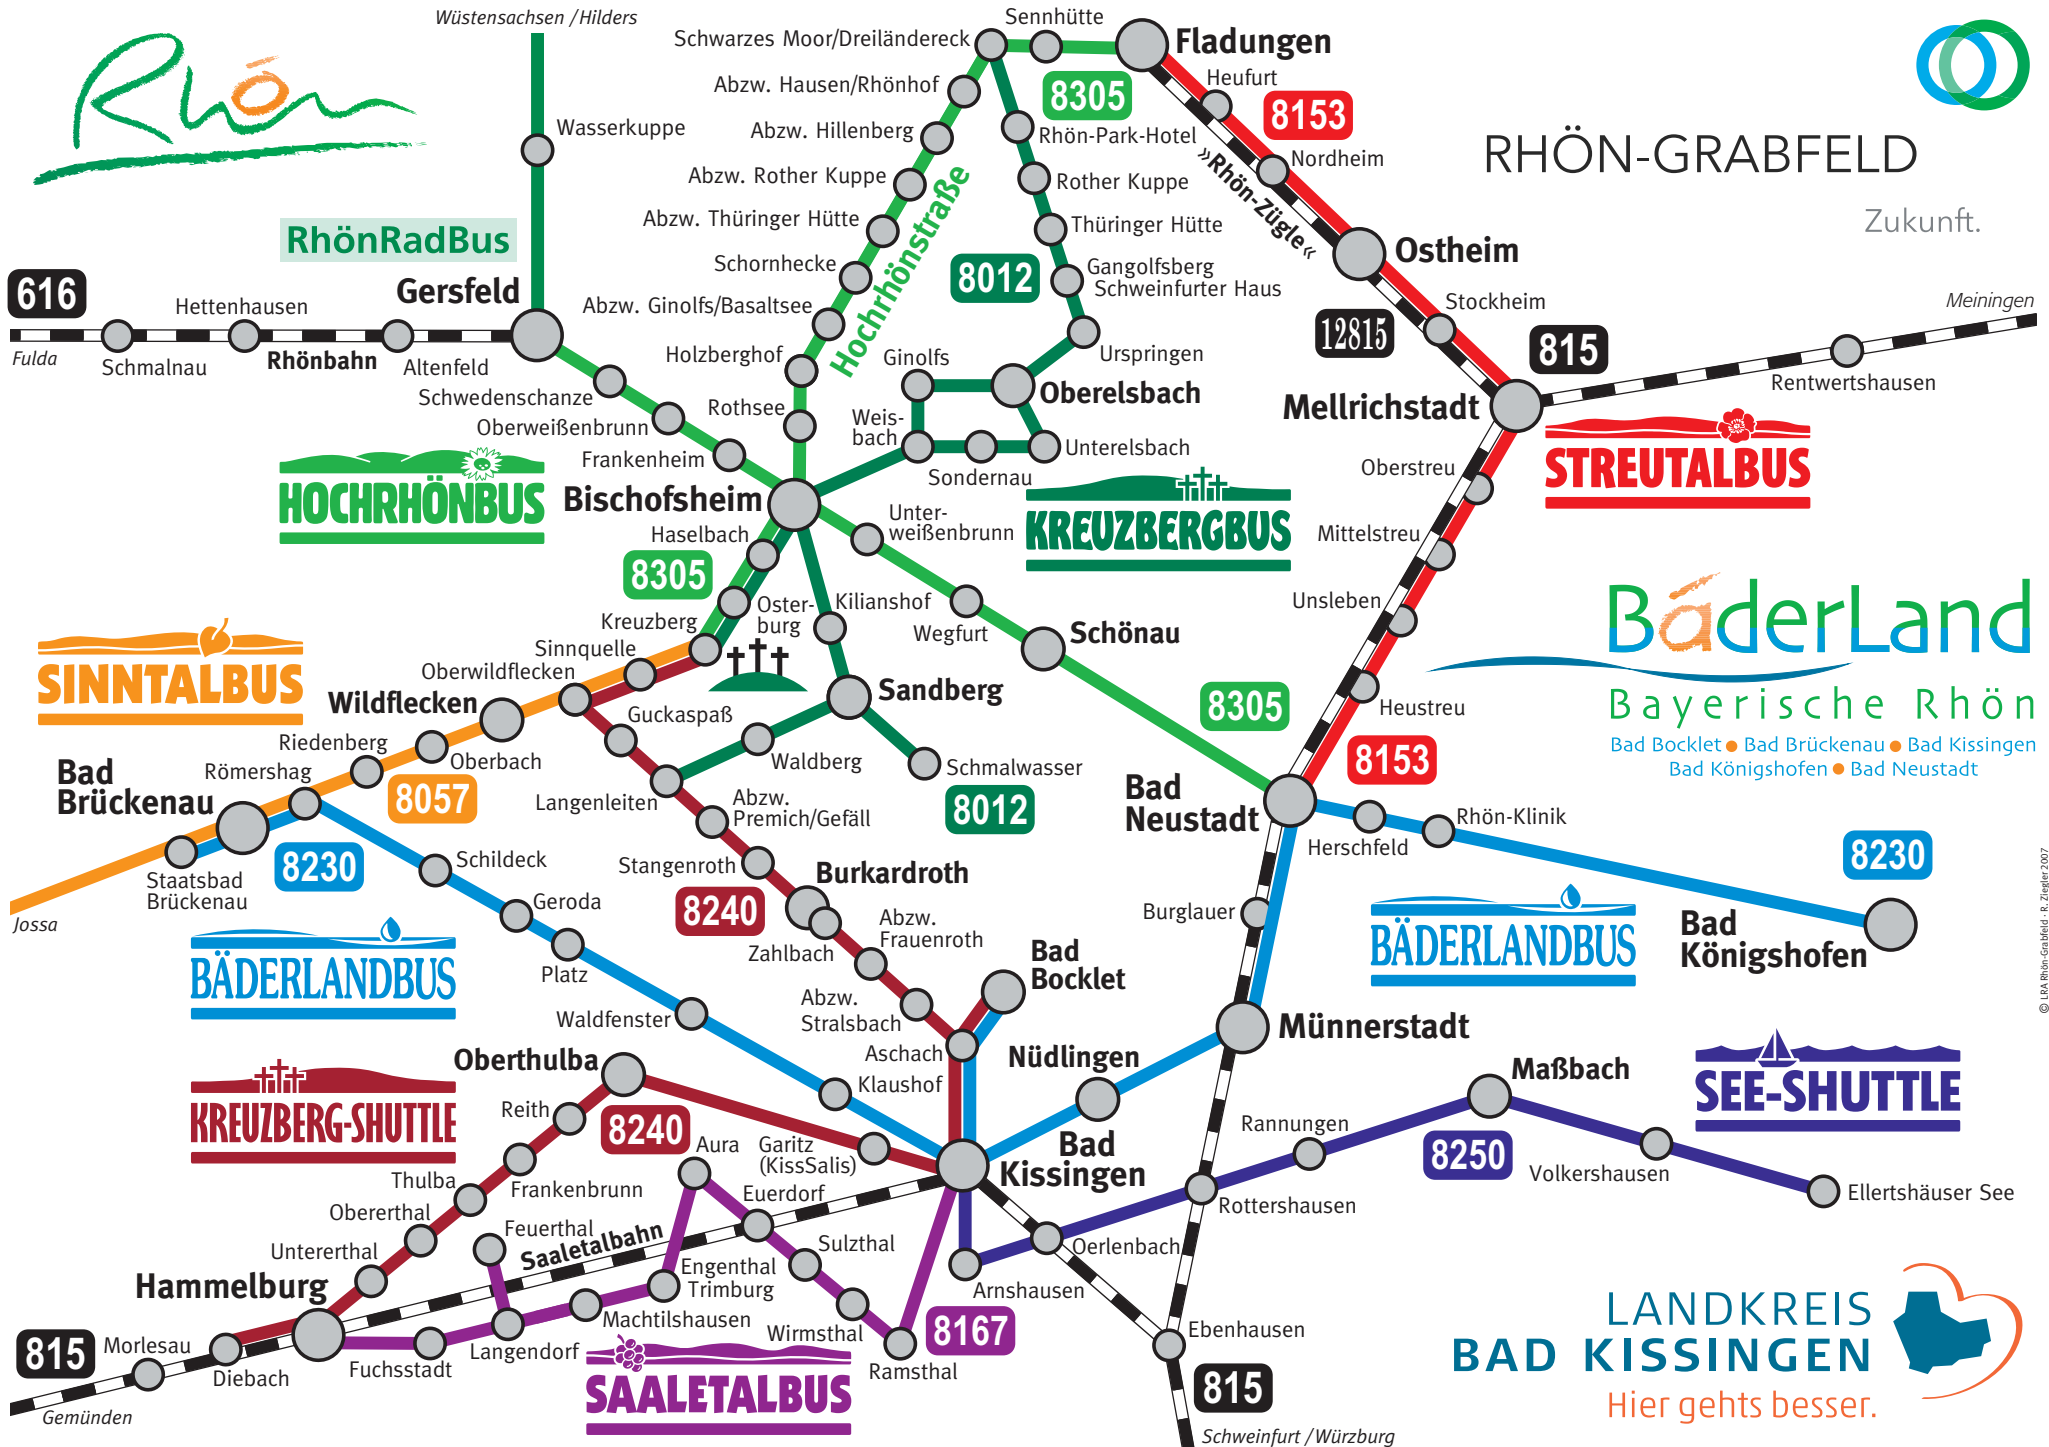 Wüstensachsen / Hilders
Rhön
Wasserkuppe
RhönRadBus
616
Hettenhausen
Gersfeld
Fulda
Schmalnau
Rhönbahn
Altenfeld
Schwedenschanze
Oberweißenbrunn
Frankenheim
HOCHRHÖNBUS
Bischofsheim
Sennhütte
Schwarzes Moor/Dreiländereck
Fladungen
Abzw. Hausen/Rhönhof
8305
Heufurt
8153
Abzw. Hillenberg
Rhön-Park-Hotel
»Rhön-Zügle«
Nordheim
Abzw. Rother Kuppe
Rother Kuppe
Abzw. Thüringer Hütte
Thüringer Hütte
Hochrhönstraße
Schornhecke
8012
Gangolfsberg
Schweinfurter Haus
Abzw. Ginolfs/Basaltsee
Holzberghof
Urspringen
Rothsee
Ginolfs
Oberelsbach
Weis-
bach
Unterelsbach
Sondernau
RHÖN-GRABFELD
Zukunft.
Ostheim
Stockheim
12815
815
Meiningen
Rentwertshausen
Mellrichstadt
STREUTALBUS
Oberstreu
Mittelstreu
Unsleben
Heustreu
KREUZBERGBUS
Haselbach
8305
Unter-
weißenbrunn
Oster-
burg
Kilianshof
Wegfurt
Schönau
Kreuzberg
Sinnquelle
Oberwildflecken
SINNTALBUS
Wildflecken
Sandberg
Guckaspaß
Waldberg
Schmalwasser
8012
8305
8153
BäderLand
Bayerische Rhön
Bad Bocklet • Bad Brückenau • Bad Kissingen
Bad Königshofen • Bad Neustadt
Riedenberg
Römershag
Oberbach
8057
Bad
Brückenau
Staatsbad
Brückenau
Jossa
8230
Langenleiten
Abzw.
Premich/Gefäll
Stangenroth
Burkardroth
8240
Zahlbach
Abzw.
Frauenroth
Abzw.
Stralsbach
Aschach
Bad
Bocklet
Schildeck
Geroda
Platz
Waldfenster
Klaushof
BÄDERLANDBUS
Bad
Neustadt
Herschfeld
Rhön-Klinik
8230
Burglauer
BÄDERLANDBUS
Bad
Königshofen
© LRA Rhön-Grabfeld · R. Ziegler 2007
Münnerstadt
Nüdlingen
Oberthulba
KREUZBERG-SHUTTLE
Reith
8240
Frankenbrunn
Thulba
Obererthal
Untererthal
Hammelburg
Aura
Garitz
(KissSalis)
Bad
Kissingen
Euerdorf
Feuerthal
Saaletalbahn
Sulzthal
Engenthal
Trimburg
Machtilshausen
Wirmsthal
Ramsthal
8167
815
Morlesau
Diebach
Gemünden
Fuchsstadt
Langendorf
SAALETALBUS
Maßbach
SEE-SHUTTLE
Rannungen
8250
Volkershausen
Ellertshäuser See
Rottershausen
Oerlenbach
Arnshausen
Ebenhausen
815
Schweinfurt / Würzburg
LANDKREIS
BAD KISSINGEN
Hier gehts besser.